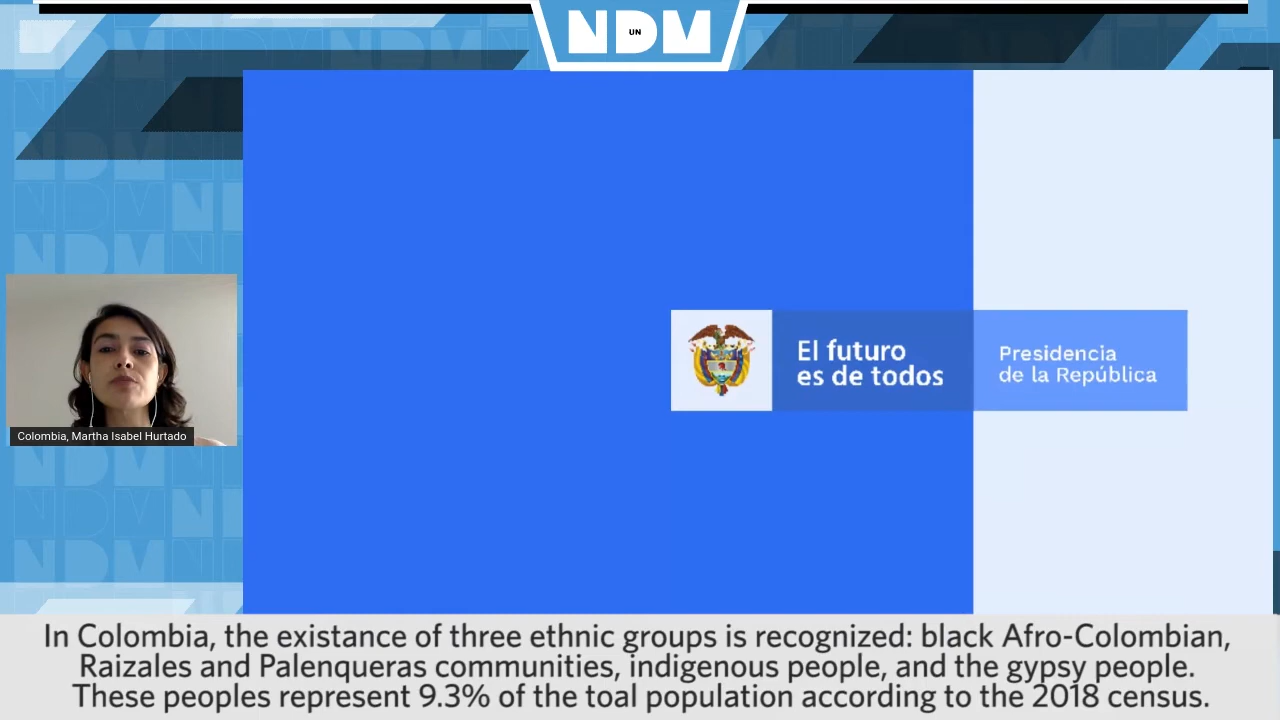 NDM
UN
El futuro
es de todos
Presidencia
de la República
Colombia, Martha Isabel Hurtado
In Colombia, the existance of three ethnic groups is recognized: black Afro-Colombian,
Raizales and Palenqueras communities, indigenous people, and the gypsy people.
These peoples represent 9.3% of the toal population according to the 2018 census.